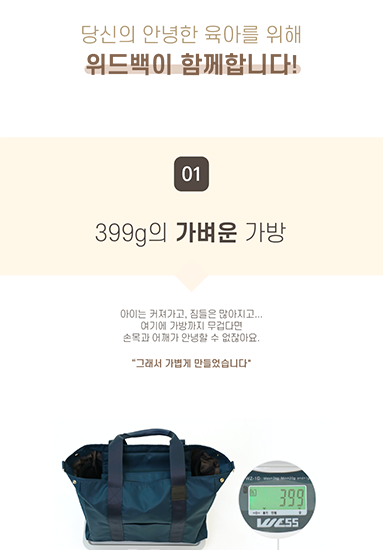 당신의 안녕한 육아를 위해
위드백이 함께합니다!
01
399g의 가벼운 가방
아이는 커져가고, 짐들은 많아지고...
여기에 가방까지 무겁다면
손목과 어깨가 안녕할 수 없잖아요.
"그래서 가볍게 만들었습니다"
399
WESS